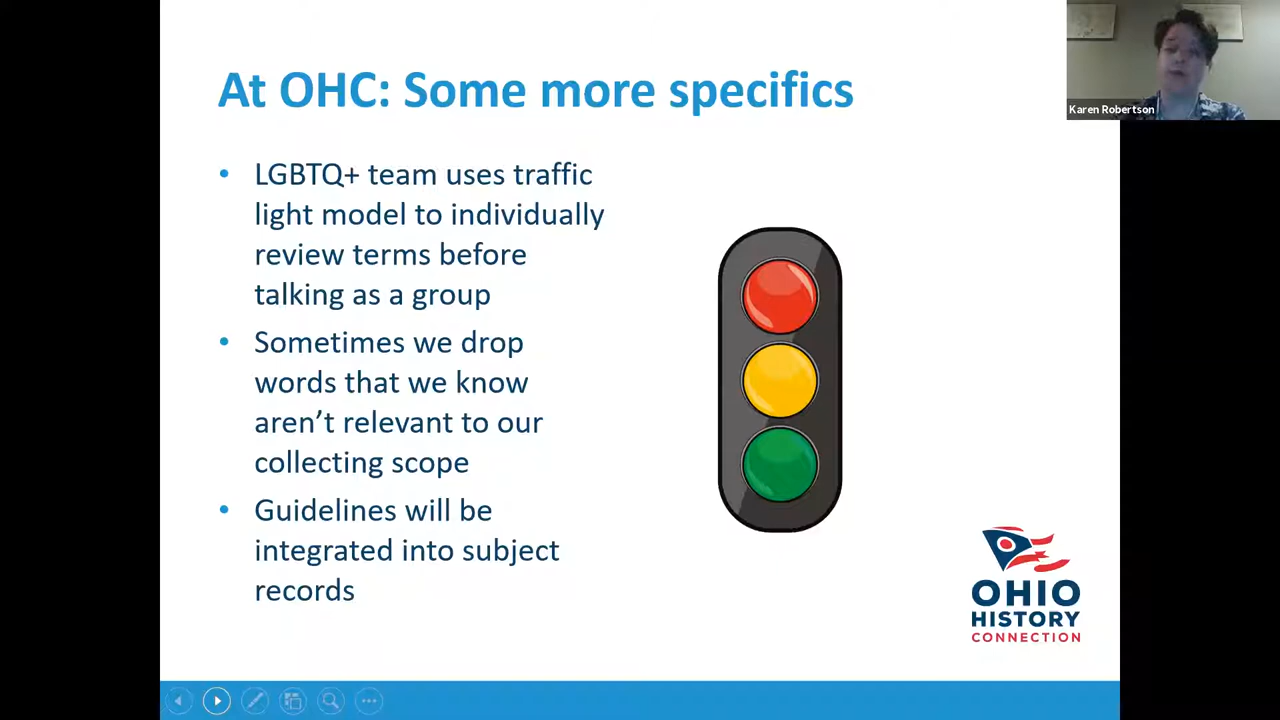 At OHC: Some more specifics
Karen Robertson
• LGBTQ+ team uses traffic
light model to individually
review terms before
talking as a group
• Sometimes we drop
words that we know
aren’t relevant to our
collecting scope
• Guidelines will be
integrated into subject
records
OHIO
HISTORY
CONNECTION